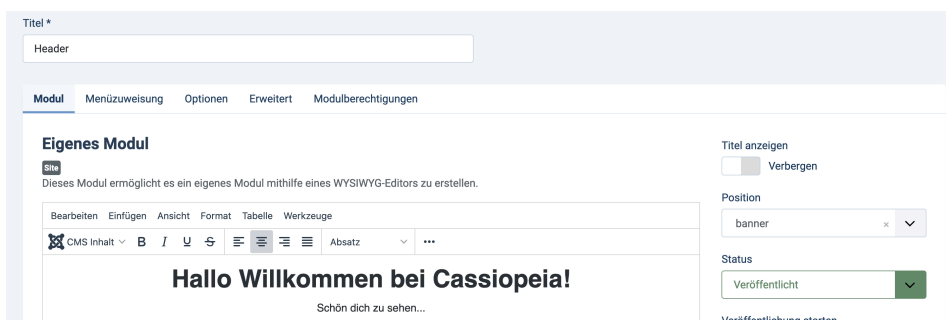 Titel *
Header
Modul Menüzuweisung Optionen Erweitert Modulberechtigungen
Eigenes Modul
Site
Dieses Modul ermöglicht es ein eigenes Modul mithilfe eines WYSIWYG-Editors zu erstellen.
Bearbeiten Einfügen Ansicht Format Tabelle Werkzeuge
CMS Inhalt B I U S Absatz ...
Hallo Willkommen bei Cassiopeia!
Schön dich zu sehen...
Titel anzeigen
Verbergen
Position
banner ×
Status
Veröffentlicht
Veröffentlichung starten